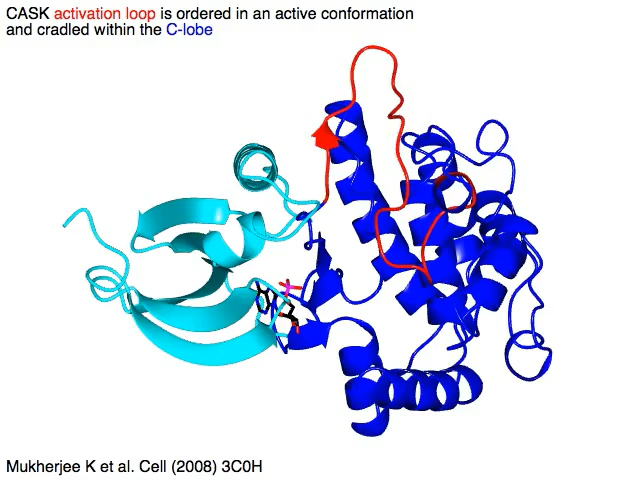 CASK activation loop is ordered in an active conformation
and cradled within the C-lobe
Mukherjee K et al. Cell (2008) 3C0H